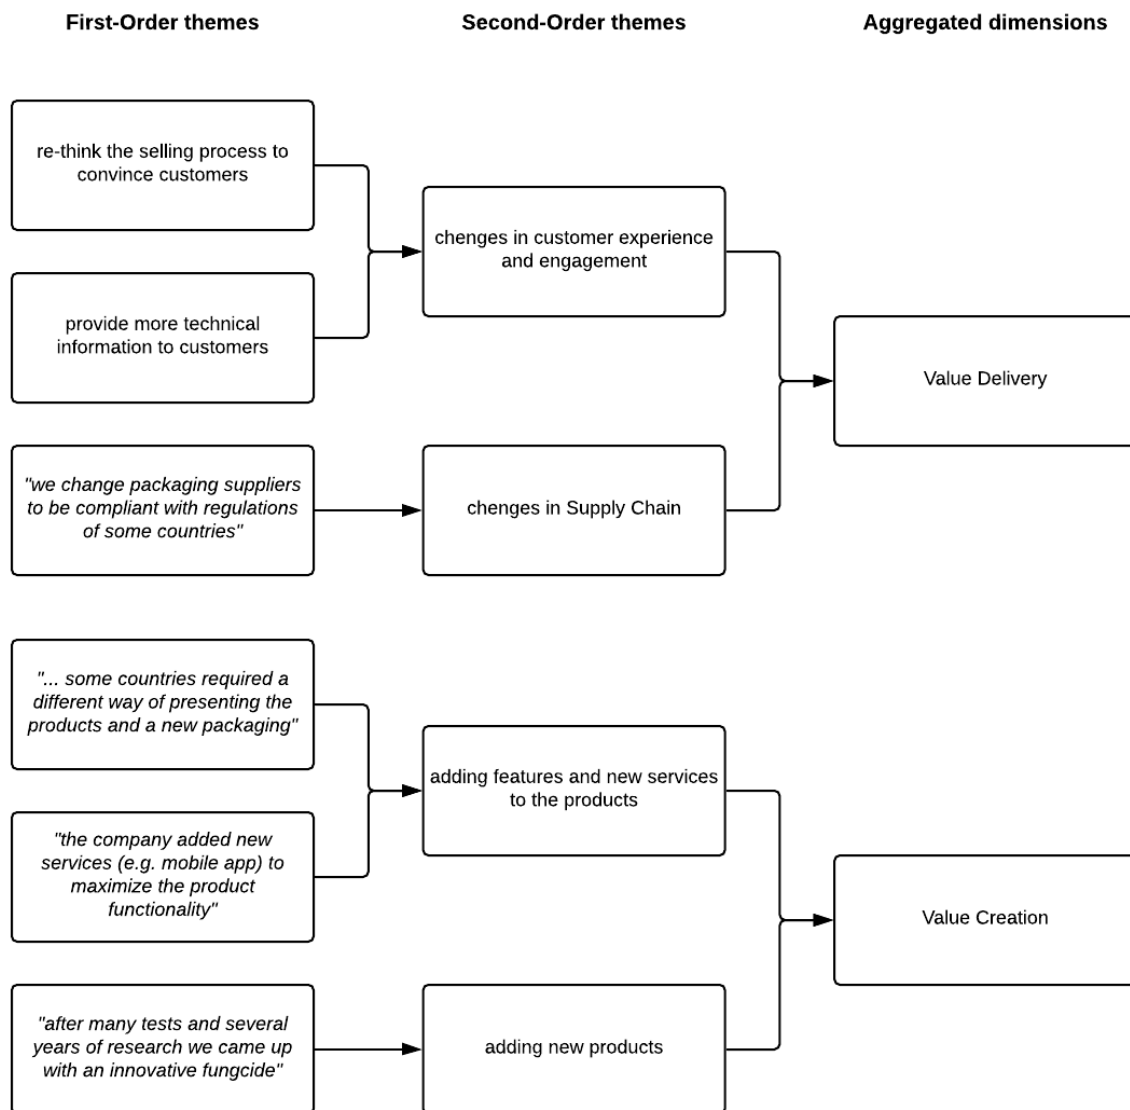 First-Order themes
Second-Order themes
Aggregated dimensions
re-think the selling process to
convince customers
provide more technical
information to customers
chenges in customer experience
and engagement
"we change packaging suppliers
to be compliant with regulations
of some countries"
chenges in Supply Chain
Value Delivery
"... some countries required a
different way of presenting the
products and a new packaging"
"the company added new
services (e.g. mobile app) to
maximize the product
functionality"
adding features and new services
to the products
"after many tests and several
years of research we came up
with an innovative fungcide"
adding new products
Value Creation